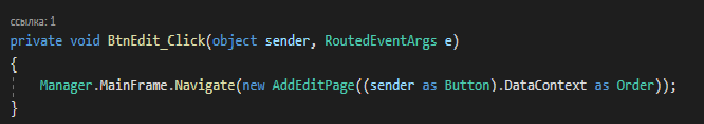 ссылка: 1
private void BtnEdit_Click(object sender, RoutedEventArgs e)
{
Manager.MainFrame.Navigate(new AddEditPage((sender as Button).DataContext as Order));
}